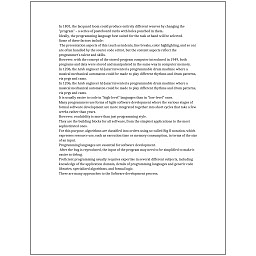 In 1801, the Jacquard loom could produce entirely different weaves by changing the
"program" – a series of pasteboard cards with holes punched in them.
Ideally, the programming language best suited for the task at hand will be selected.
Some of these factors include:
The presentation aspects of this (such as indents, line breaks, color highlighting, and so on)
are often handled by the source code editor, but the content aspects reflect the
programmer's talent and skills.
However, with the concept of the stored-program computer introduced in 1949, both
programs and data were stored and manipulated in the same way in computer memory.
In 1206, the Arab engineer Al-Jazari invented a programmable drum machine where a
musical mechanical automaton could be made to play different rhythms and drum patterns,
via pegs and cams.
In 1206, the Arab engineer Al-Jazari invented a programmable drum machine where a
musical mechanical automaton could be made to play different rhythms and drum patterns,
via pegs and cams.
It is usually easier to code in "high-level" languages than in "low-level" ones.
Many programmers use forms of Agile software development where the various stages of
formal software development are more integrated together into short cycles that take a few
weeks rather than years.
However, readability is more than just programming style.
They are the building blocks for all software, from the simplest applications to the most
sophisticated ones.
For this purpose, algorithms are classified into orders using so-called Big O notation, which
expresses resource use, such as execution time or memory consumption, in terms of the size
of an input.
Programming languages are essential for software development.
After the bug is reproduced, the input of the program may need to be simplified to make it
easier to debug.
Proficient programming usually requires expertise in several different subjects, including
knowledge of the application domain, details of programming languages and generic code
libraries, specialized algorithms, and formal logic.
There are many approaches to the Software development process.